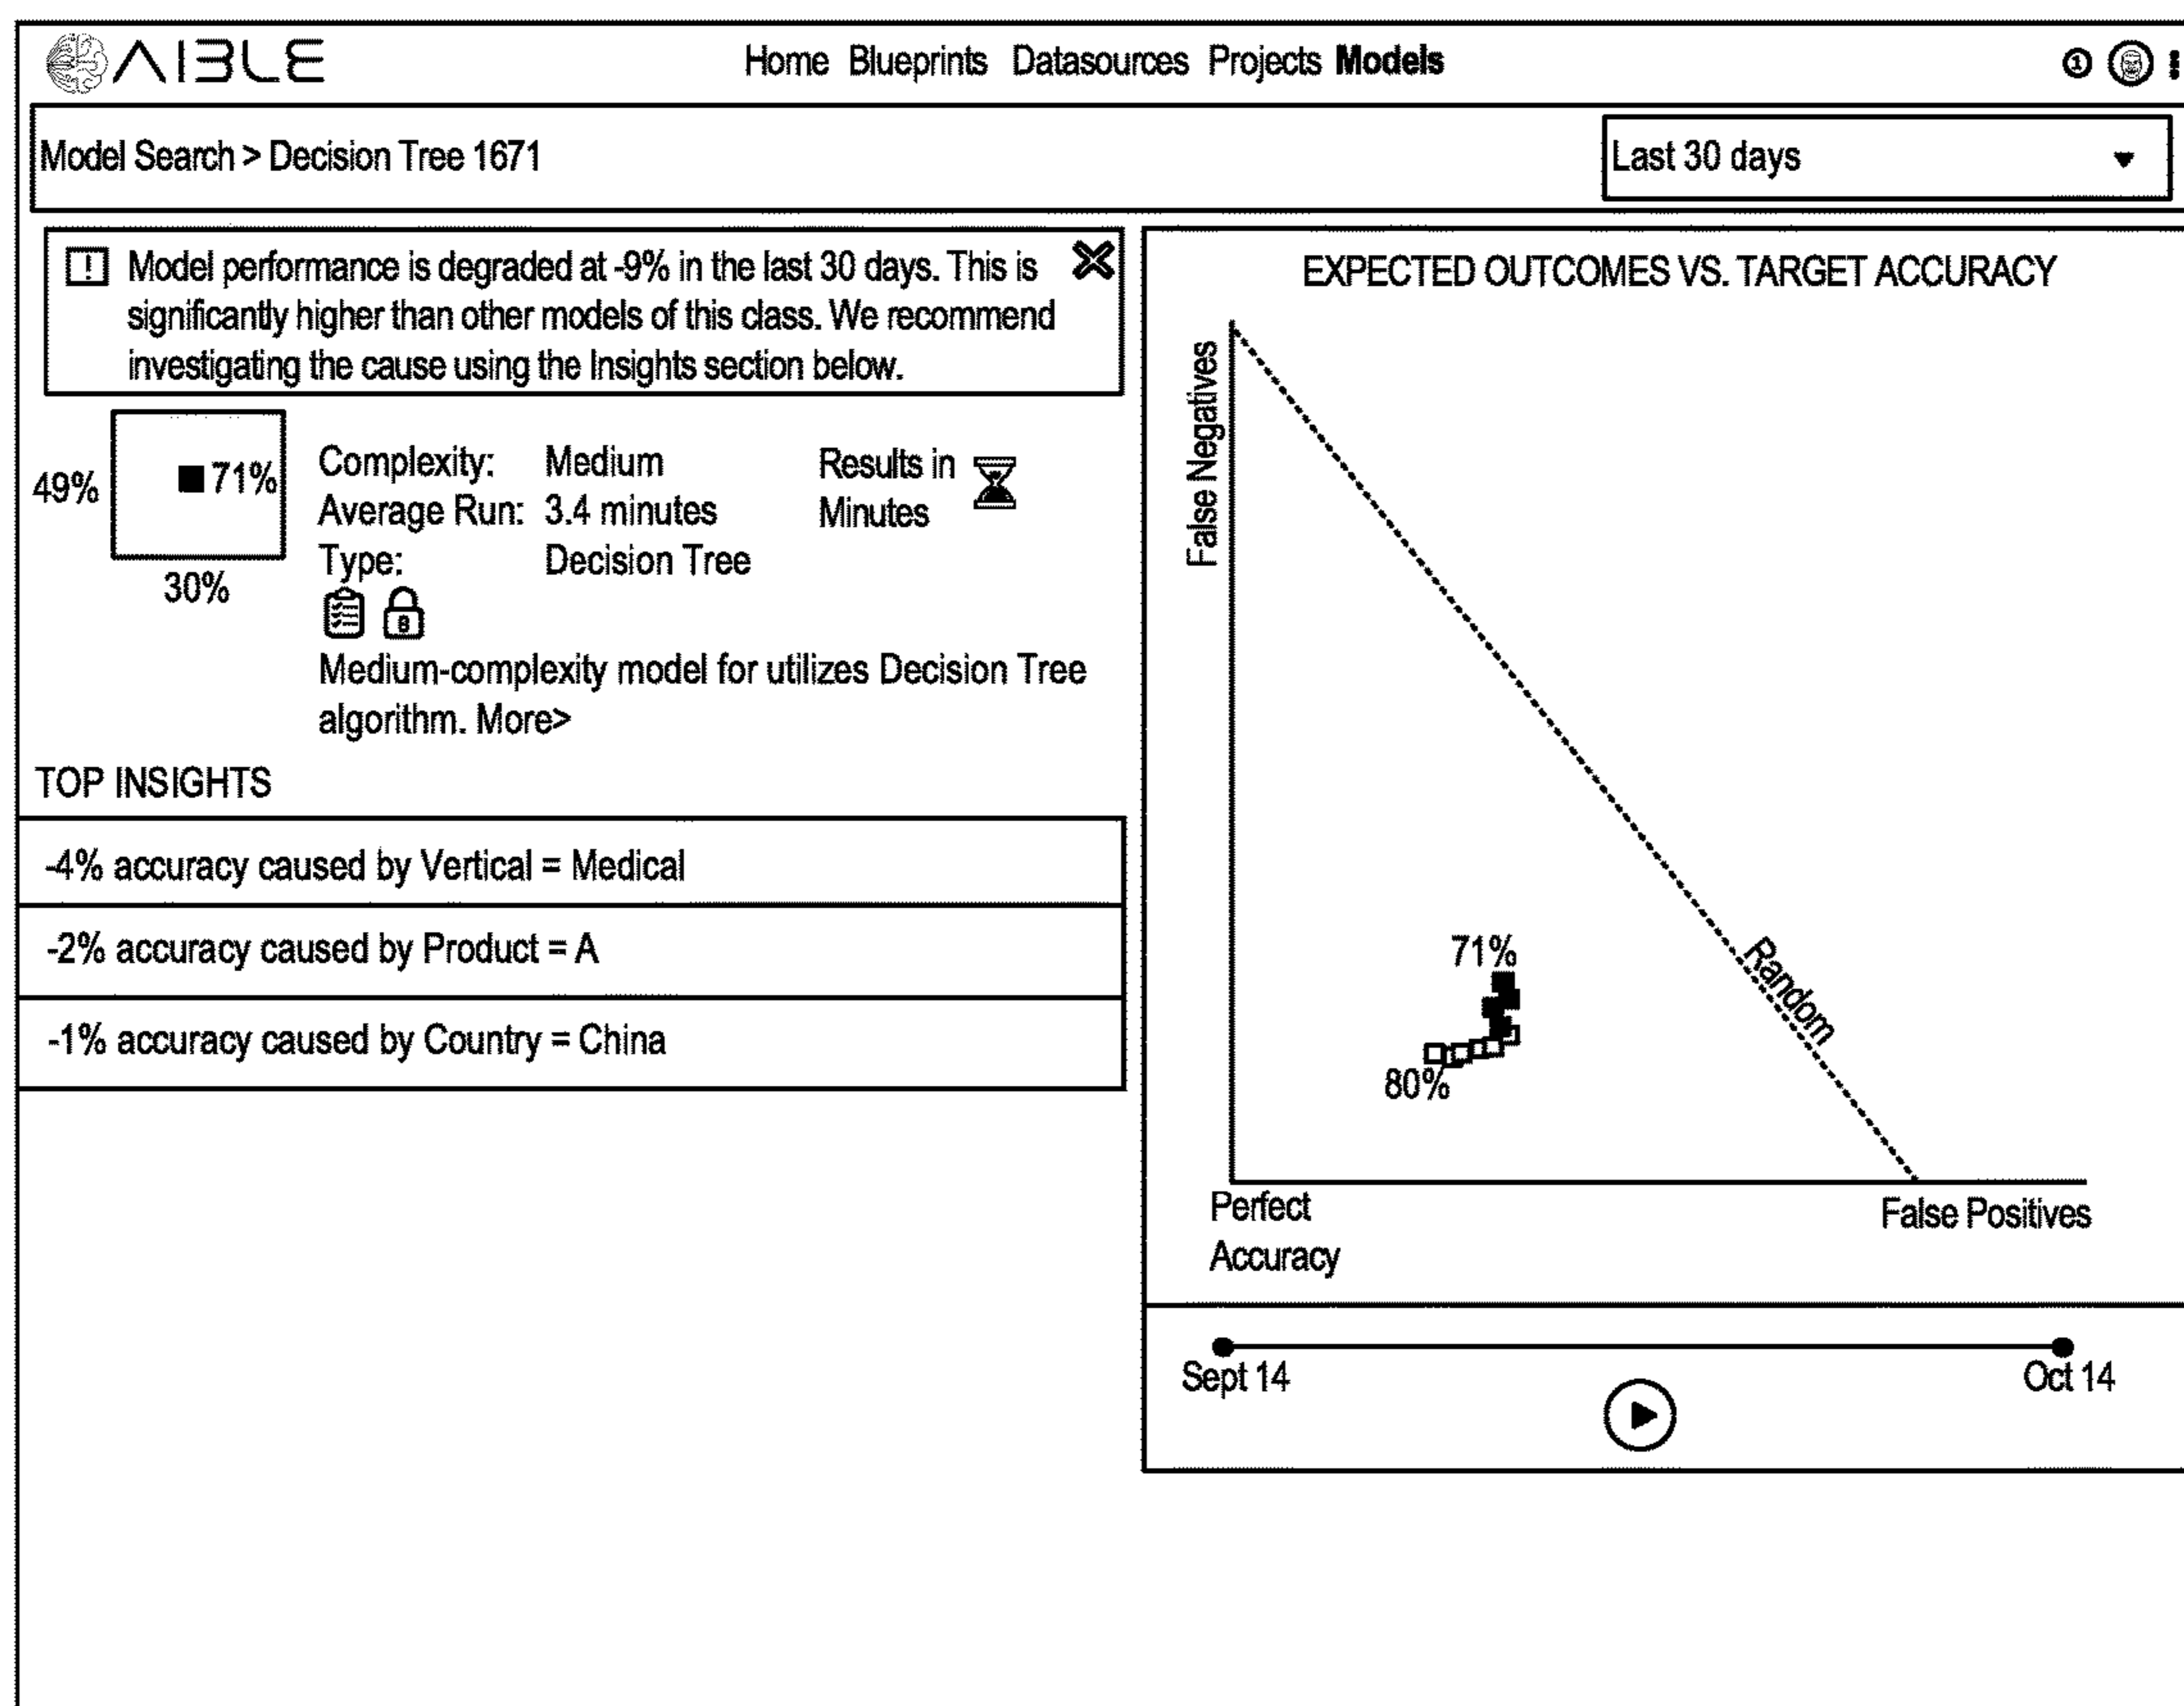 AIBLE
Home Blueprints Datasources Projects Models
1
Model Search > Decision Tree 1671
Last 30 days
! Model performance is degraded at -9% in the last 30 days. This is
significantly higher than other models of this class. We recommend
investigating the cause using the Insights section below.
49%
71%
30%
Complexity: Medium
Average Run: 3.4 minutes
Type: Decision Tree
Results in
Minutes
Medium-complexity model for utilizes Decision Tree
algorithm. More>
TOP INSIGHTS
-4% accuracy caused by Vertical = Medical
-2% accuracy caused by Product = A
-1% accuracy caused by Country = China
EXPECTED OUTCOMES VS. TARGET ACCURACY
False Negatives
71%
80%
Random
Perfect
Accuracy
False Positives
Sept 14
Oct 14